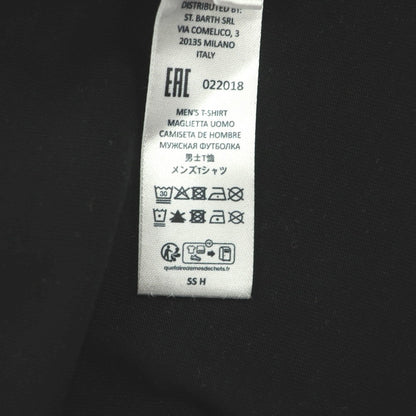 DISTRIBUTED BY:
ST. BARTH SRL
VIA COMELICO, 3
20135 MILANO
ITALY
EAC 022018
MEN'S T-SHIRT
MAGLIETTA UOMO
CAMISETA DE HOMBRE
МУЖСКАЯ ФУТБОЛКА
男士T恤
メンズTシャツ
30
quefairedemesdechets.fr
SS H